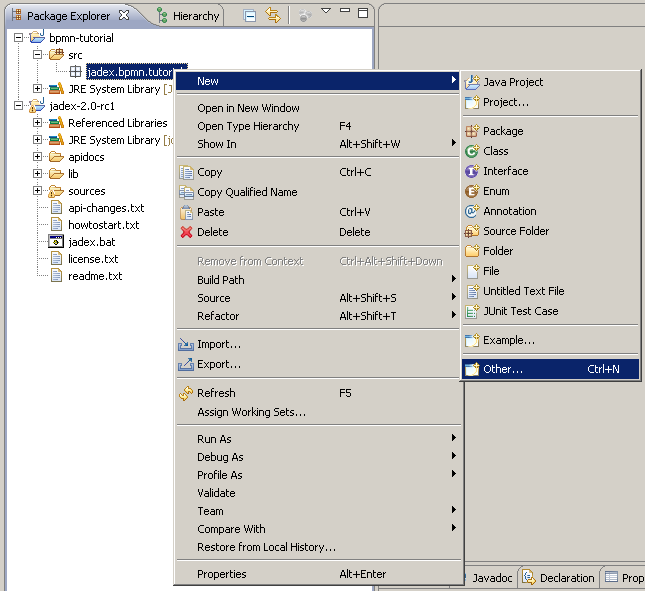 Package Explorer
Hierarchy
bpmn-tutorial
src
jadex.bpmn.tutorial
JRE System Library [J
jadex-2.0-rc1
Referenced Libraries
JRE System Library [
apidocs
lib
sources
api-changes.txt
howtostart.txt
jadex.bat
license.txt
readme.txt
New
Open in New Window
Open Type Hierarchy F4
Show In Alt+Shift+W
Copy Ctrl+C
Copy Qualified Name
Paste Ctrl+V
Delete Delete
Remove from Context Ctrl+Alt+Shift+Down
Build Path
Source Alt+Shift+S
Refactor Alt+Shift+T
Import...
Export...
Refresh F5
Assign Working Sets...
Run As
Debug As
Profile As
Validate
Team
Compare With
Restore from Local History...
Properties Alt+Enter
Java Project
Project...
Package
Class
Interface
Enum
Annotation
Source Folder
Folder
File
Untitled Text File
JUnit Test Case
Example...
Other... Ctrl+N
Javadoc
Declaration
Prop